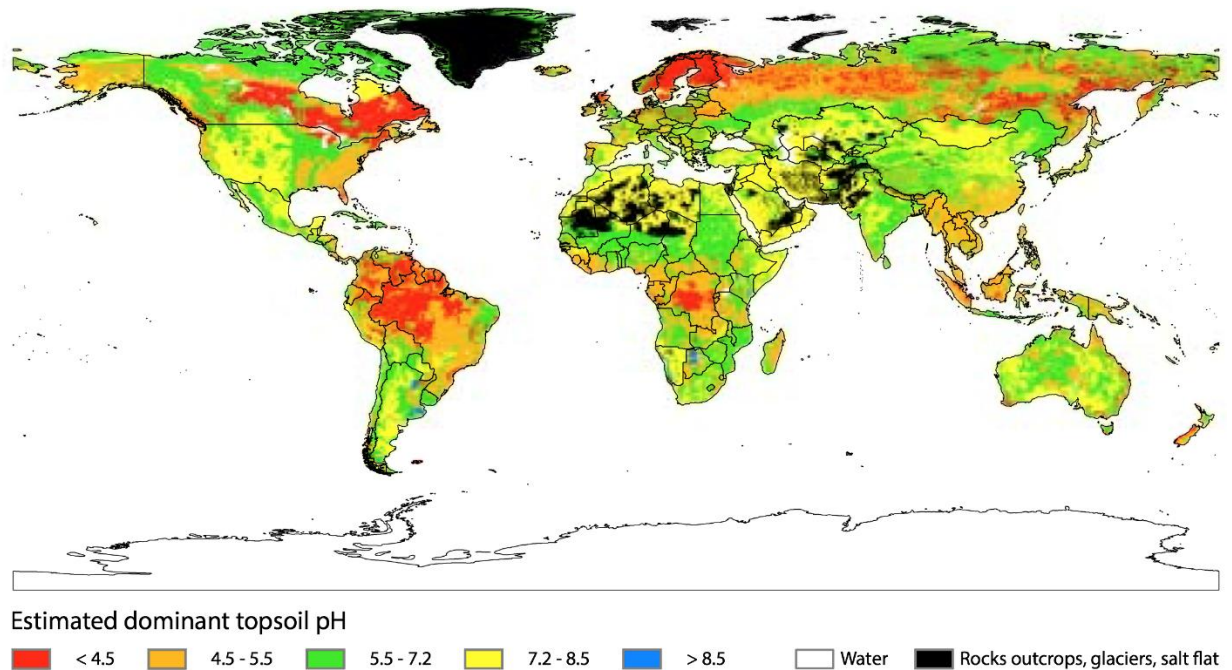 Estimated dominant topsoil pH
< 4.5 4.5 - 5.5 5.5 - 7.2 7.2 - 8.5 > 8.5 Water Rocks outcrops, glaciers, salt flat